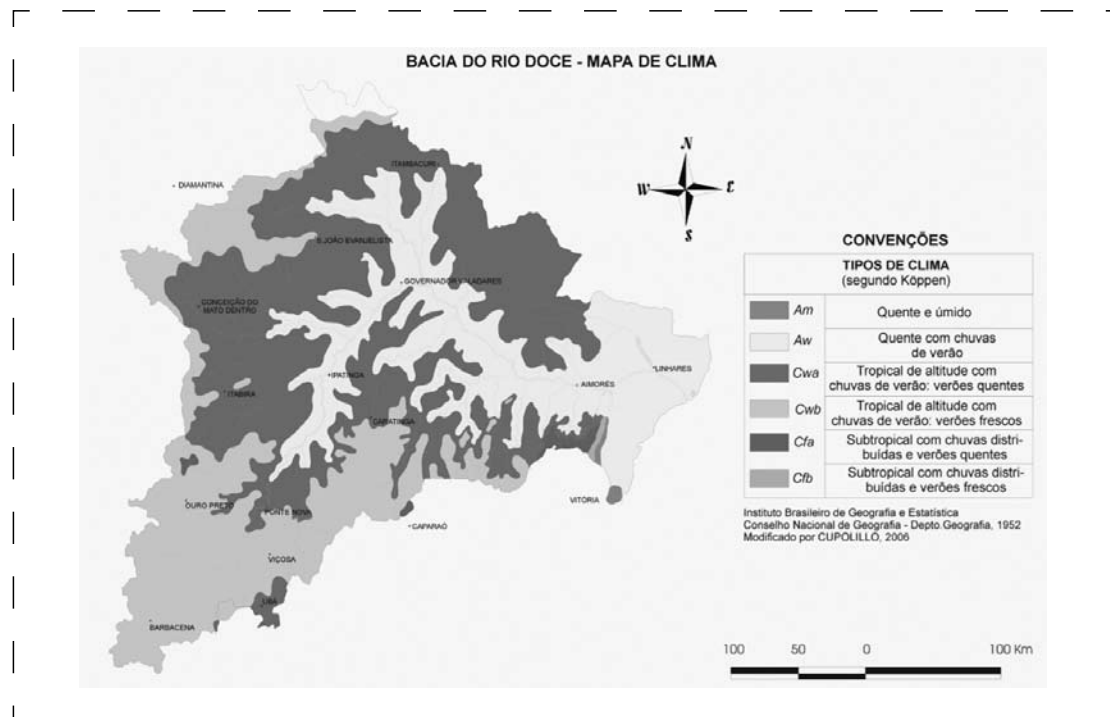 BACIA DO RIO DOCE - MAPA DE CLIMA
ITAMBACURI
DIAMANTINA
S.JOÃO EVANJELISTA
GOVERNADOR VALADARES
CONCEIÇÃO DO
MATO DENTRO
IPATINGA
LINHARES
AIMORÉS
ITABIRA
CARATINGA
OURO PRETO
PONTE NOVA
VITÓRIA
CAPARAÓ
VIÇOSA
UBA
BARBACENA
N
W
E
S
CONVENÇÕES
TIPOS DE CLIMA
(segundo Köppen)
Am Quente e úmido
Aw Quente com chuvas
de verão
Cwa Tropical de altitude com
chuvas de verão: verões quentes
Cwb Tropical de altitude com
chuvas de verão: verões frescos
Cfa Subtropical com chuvas distri-
buídas e verões quentes
Cfb Subtropical com chuvas distri-
buídas e verões frescos
Instituto Brasileiro de Geografia e Estatística
Conselho Nacional de Geografia - Depto.Geografia, 1952
Modificado por CUPOLILLO, 2006
100 50 0 100 Km